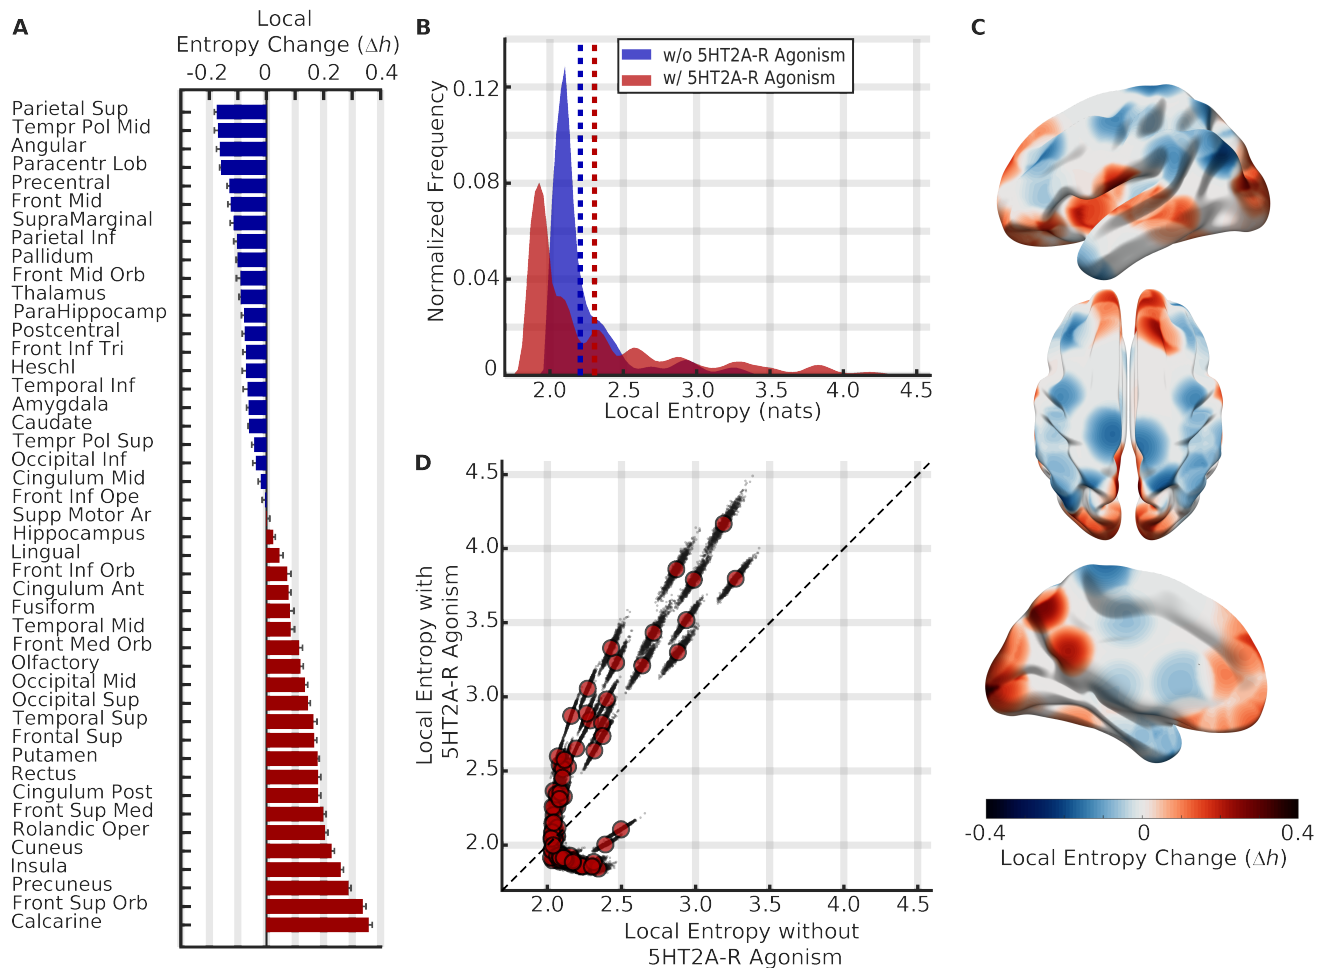 A
Local
Entropy Change (Δh)
-0.2 0 0.2 0.4
Parietal Sup
Tempr Pol Mid
Angular
Paracentr Lob
Precentral
Front Mid
SupraMarginal
Parietal Inf
Pallidum
Front Mid Orb
Thalamus
ParaHippocamp
Postcentral
Front Inf Tri
Heschl
Temporal Inf
Amygdala
Caudate
Tempr Pol Sup
Occipital Inf
Cingulum Mid
Front Inf Ope
Supp Motor Ar
Hippocampus
Lingual
Front Inf Orb
Cingulum Ant
Fusiform
Temporal Mid
Front Med Orb
Olfactory
Occipital Mid
Occipital Sup
Temporal Sup
Frontal Sup
Putamen
Rectus
Cingulum Post
Front Sup Med
Rolandic Oper
Cuneus
Insula
Precuneus
Front Sup Orb
Calcarine
B
w/o 5HT2A-R Agonism
w/ 5HT2A-R Agonism
Normalized Frequency
0.12
0.08
0.04
0
2.0 2.5 3.0 3.5 4.0 4.5
Local Entropy (nats)
C
-0.4 0 0.4
Local Entropy Change (Δh)
D
Local Entropy with
5HT2A-R Agonism
4.5
4.0
3.5
3.0
2.5
2.0
2.0 2.5 3.0 3.5 4.0 4.5
Local Entropy without
5HT2A-R Agonism